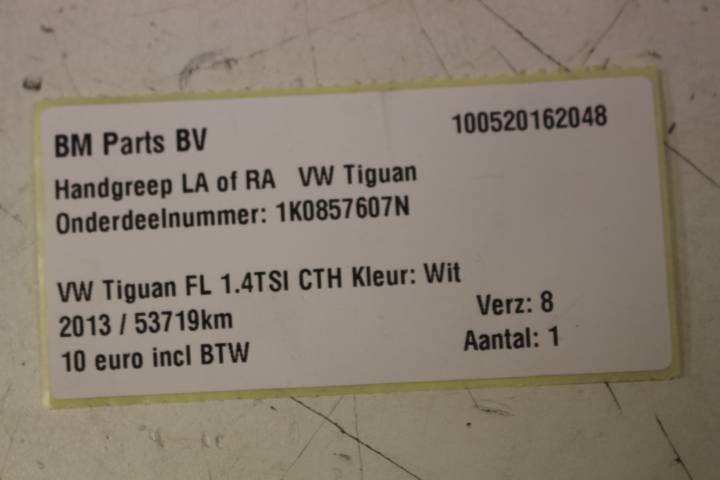 BM Parts BV 100520162048
Handgreep LA of RA VW Tiguan
Onderdeelnummer: 1K0857607N
VW Tiguan FL 1.4TSI CTH Kleur: Wit
2013 / 53719km Verz: 8
10 euro incl BTW Aantal: 1